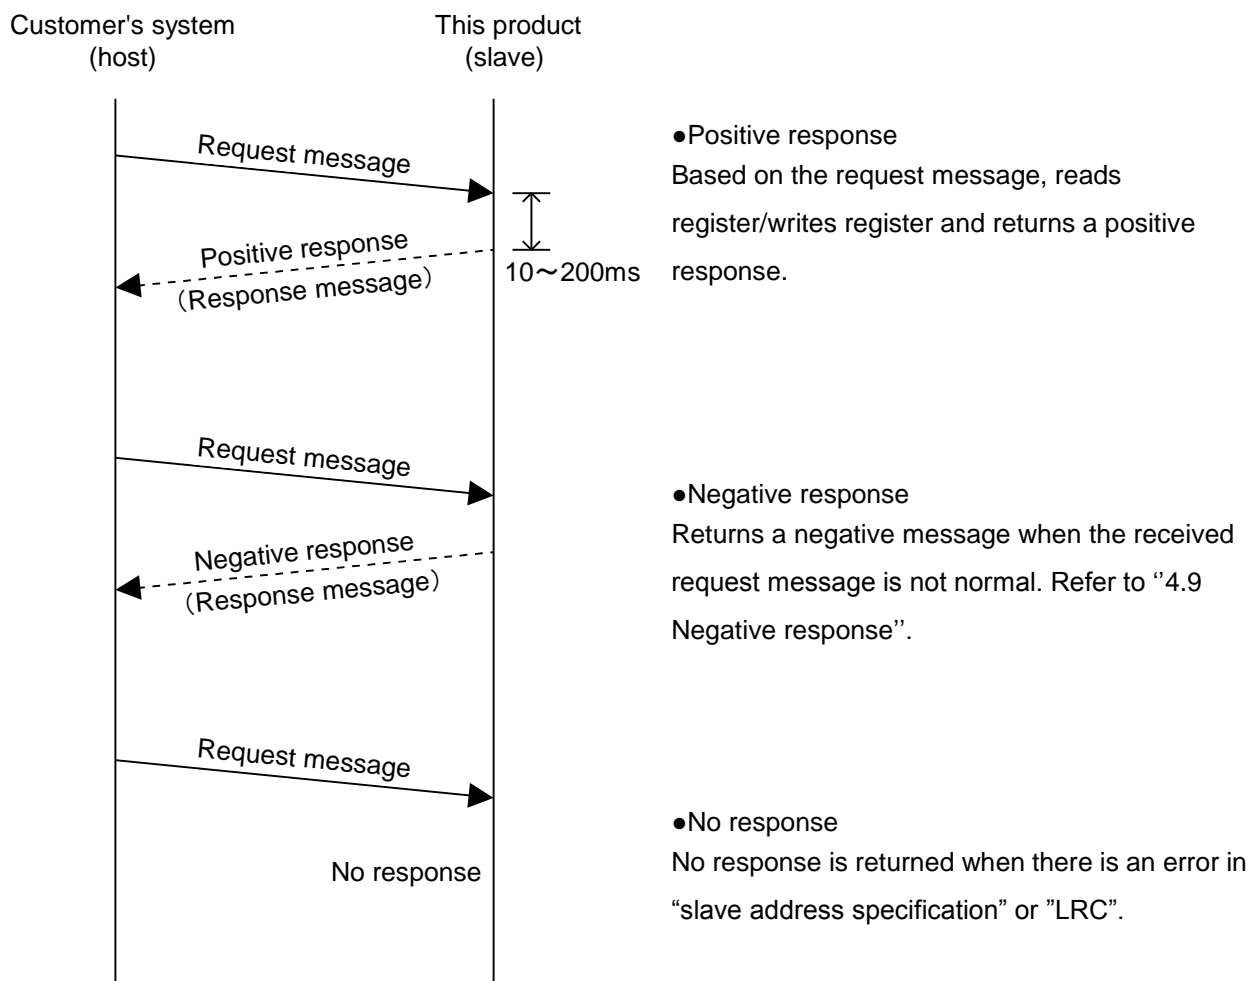 Customer's system
(host)
This product
(slave)
Request message
Positive response
（Response message）
10～200ms
●Positive response
Based on the request message, reads
register/writes register and returns a positive
response.
Request message
Negative response
（Response message）
●Negative response
Returns a negative message when the received
request message is not normal. Refer to ‘’4.9
Negative response’’.
Request message
No response
●No response
No response is returned when there is an error in
“slave address specification” or ”LRC”.